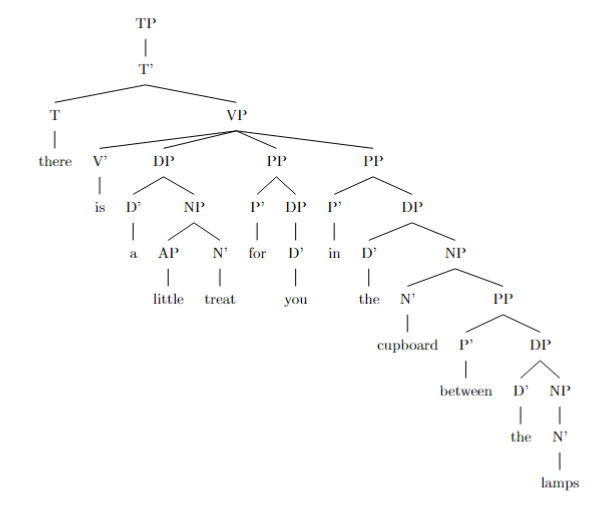 TP
T'
T VP
there V' DP PP PP
is D' NP P' DP P' DP
a AP N' for D' in D' NP
little treat you the N' PP
cupboard P' DP
between D' NP
the N'
lamps